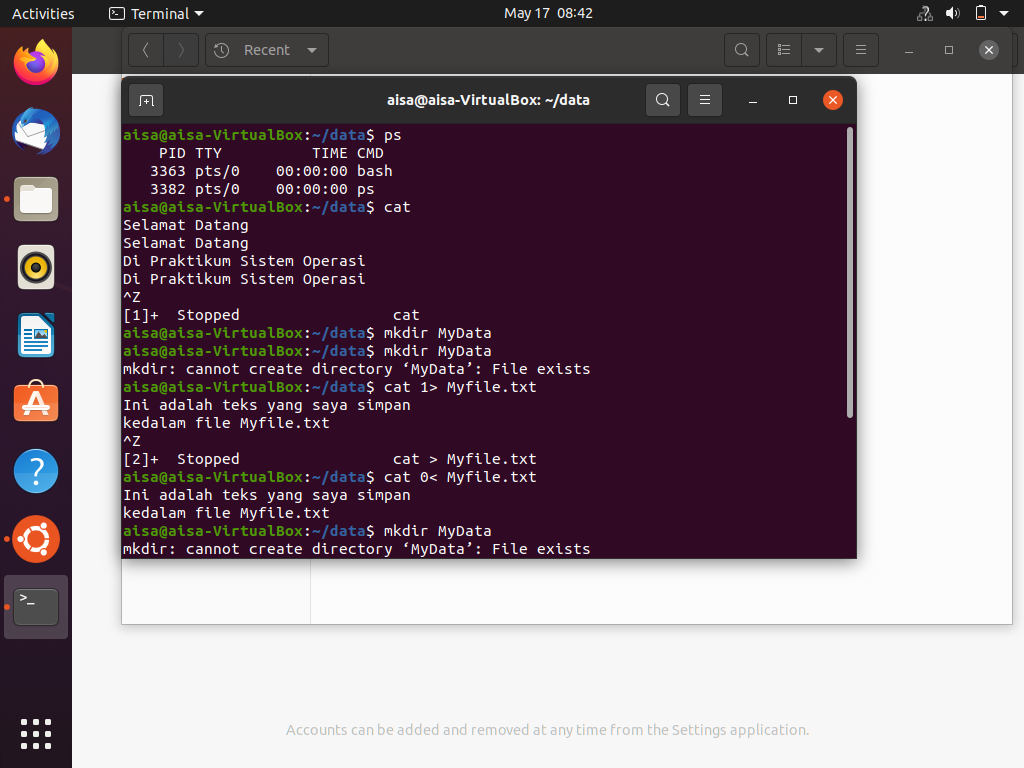 Activities
Terminal
May 17 08:42
Recent
aisa@aisa-VirtualBox: ~/data
aisa@aisa-VirtualBox:~/data$ ps
PID TTY TIME CMD
3363 pts/0 00:00:00 bash
3382 pts/0 00:00:00 ps
aisa@aisa-VirtualBox:~/data$ cat
Selamat Datang
Selamat Datang
Di Praktikum Sistem Operasi
Di Praktikum Sistem Operasi
^Z
[1]+ Stopped cat
aisa@aisa-VirtualBox:~/data$ mkdir MyData
aisa@aisa-VirtualBox:~/data$ mkdir MyData
mkdir: cannot create directory ‘MyData’: File exists
aisa@aisa-VirtualBox:~/data$ cat 1> Myfile.txt
Ini adalah teks yang saya simpan
kedalam file Myfile.txt
^Z
[2]+ Stopped cat > Myfile.txt
aisa@aisa-VirtualBox:~/data$ cat 0< Myfile.txt
Ini adalah teks yang saya simpan
kedalam file Myfile.txt
aisa@aisa-VirtualBox:~/data$ mkdir MyData
mkdir: cannot create directory ‘MyData’: File exists
Accounts can be added and removed at any time from the Settings application.